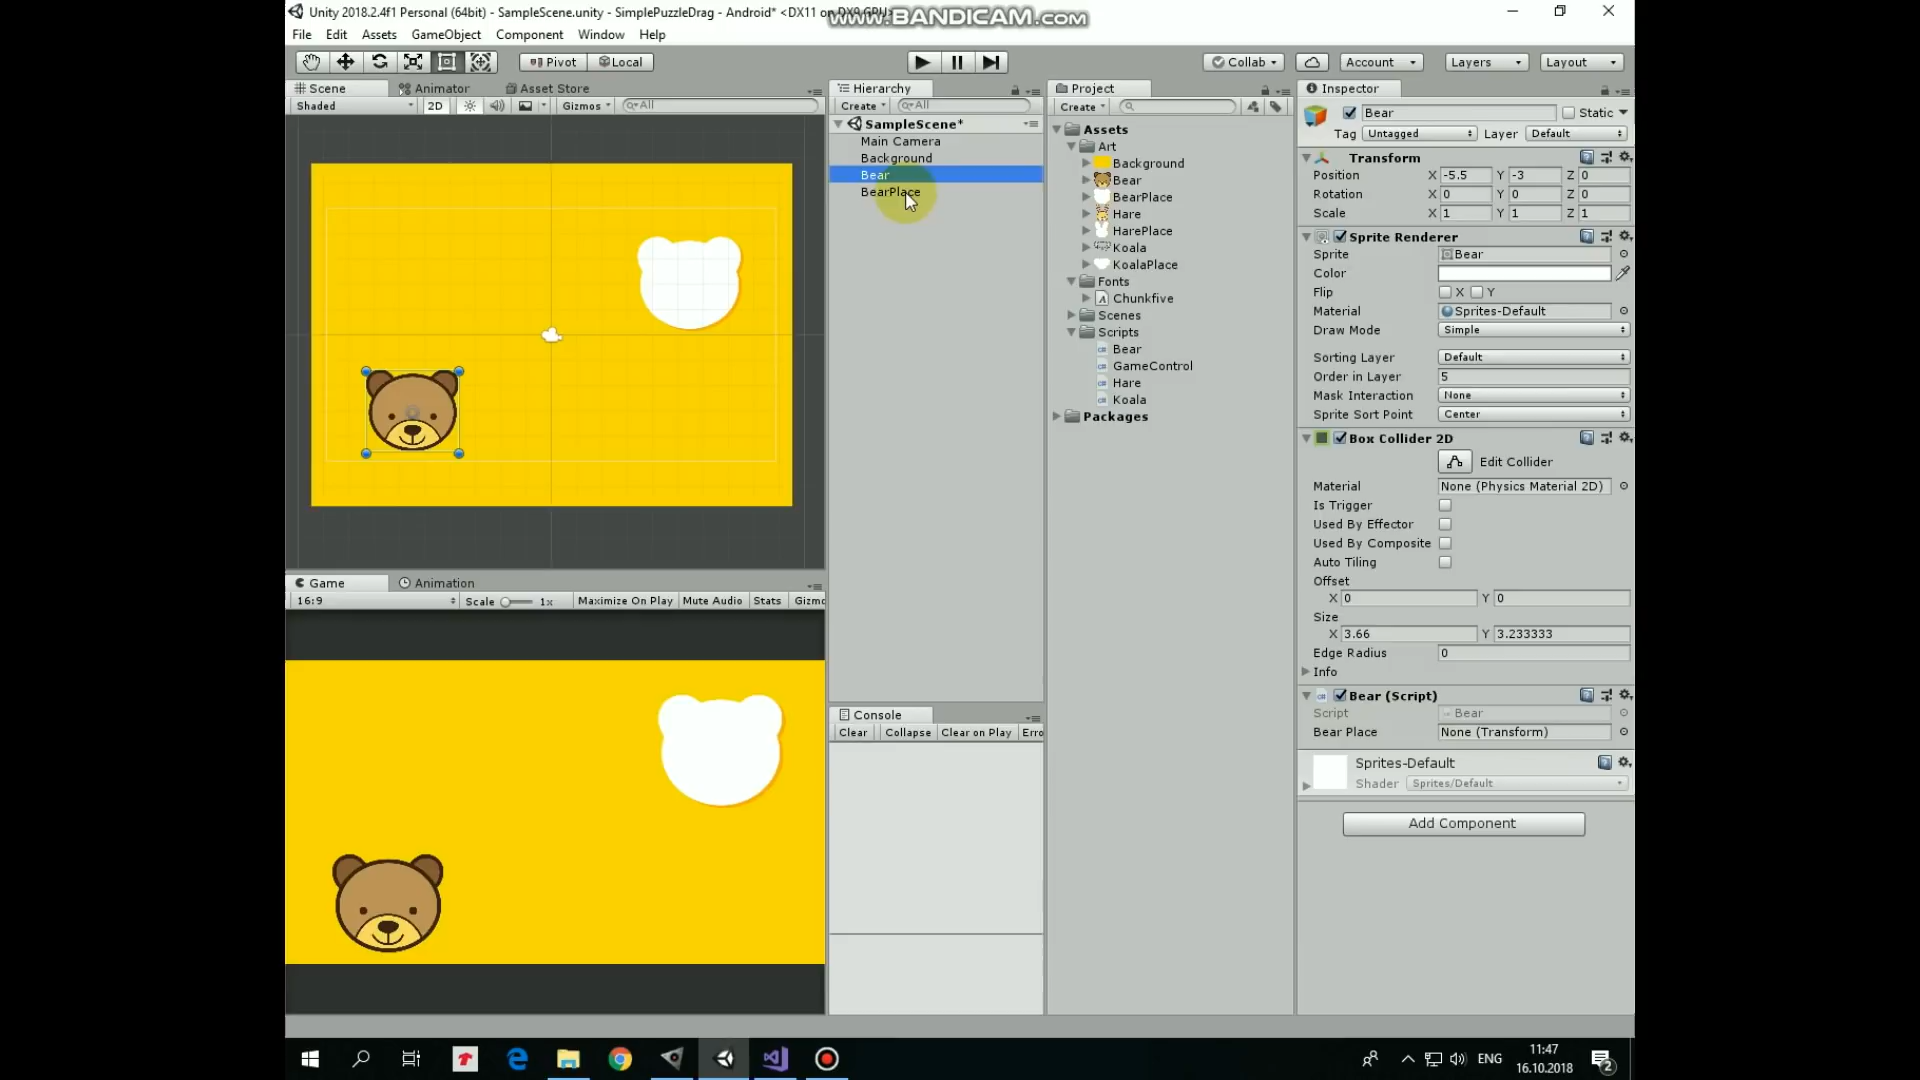 Unity 2018.2.4f1 Personal (64bit) - SampleScene.unity - SimplePuzzleDrag - Android* <DX11 on DX9 GPU>
www.BANDICAM.com
File Edit Assets GameObject Component Window Help
Pivot Local Collab Account Layers Layout
Scene Animator Asset Store
Shaded 2D Gizmos All
Hierarchy
Create All
SampleScene*
Main Camera
Background
Bear
BearPlace
Project
Create
Assets
Art
Background
Bear
BearPlace
Hare
HarePlace
Koala
KoalaPlace
Fonts
Chunkfive
Scenes
Scripts
Bear
GameControl
Hare
Koala
Packages
Inspector
Bear Static
Tag Untagged Layer Default
Transform
Position X -5.5 Y -3 Z 0
Rotation X 0 Y 0 Z 0
Scale X 1 Y 1 Z 1
Sprite Renderer
Sprite Bear
Color
Flip X Y
Material Sprites-Default
Draw Mode Simple
Sorting Layer Default
Order in Layer 5
Mask Interaction None
Sprite Sort Point Center
Box Collider 2D
Edit Collider
Material None (Physics Material 2D)
Is Trigger
Used By Effector
Used By Composite
Auto Tiling
Offset
X 0 Y 0
Size
X 3.66 Y 3.233333
Edge Radius 0
Info
Bear (Script)
Script Bear
Bear Place None (Transform)
Sprites-Default
Shader Sprites/Default
Add Component
Game Animation
16:9 Scale 1x Maximize On Play Mute Audio Stats Gizmo
Console
Clear Collapse Clear on Play Erro
ENG
11:47
16.10.2018
2